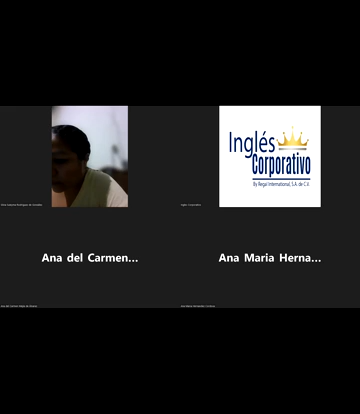 Inglés
Corporativo
By Regal International, S.A. de C.V.
Ana del Carmen...
Ana Maria Herna...